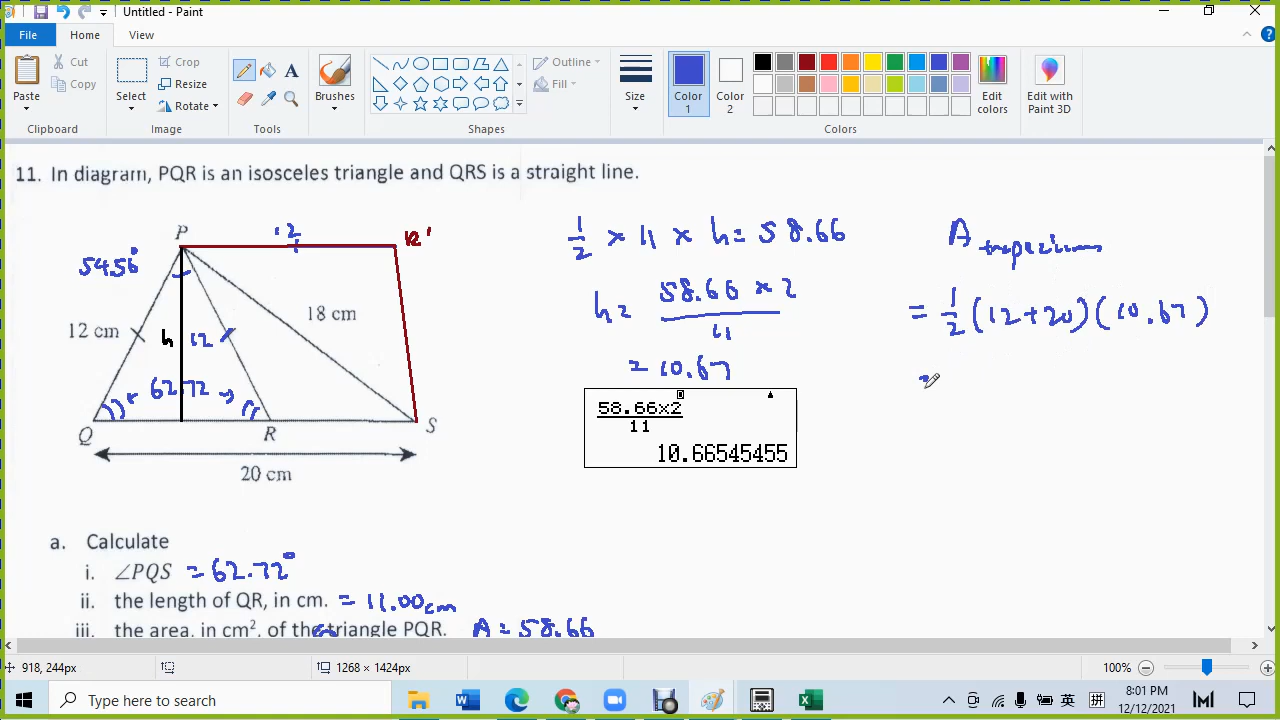 Untitled - Paint
File Home View
Paste Cut Copy Clipboard
Select Crop Resize Rotate Image
Tools
Brushes
Outline Fill Shapes
Size
Color 1 Color 2 Edit colors Edit with Paint 3D Colors
11. In diagram, PQR is an isosceles triangle and QRS is a straight line.
P 12 R'
54.56°
12 cm h 12 18 cm
62.72
Q R S
20 cm
1/2 × 11 × h = 58.66
h = 58.66 × 2 / 11
= 10.67
58.66×2
11
10.66545455
A trapezium
= 1/2 (12+20)(10.67)
a. Calculate
i. ∠PQS = 62.72°
ii. the length of QR, in cm. = 11.00cm
iii. the area, in cm², of the triangle PQR. A = 58.66
918, 244px 1268 × 1424px 100%
Type here to search
英 拼 8:01 PM
12/12/2021